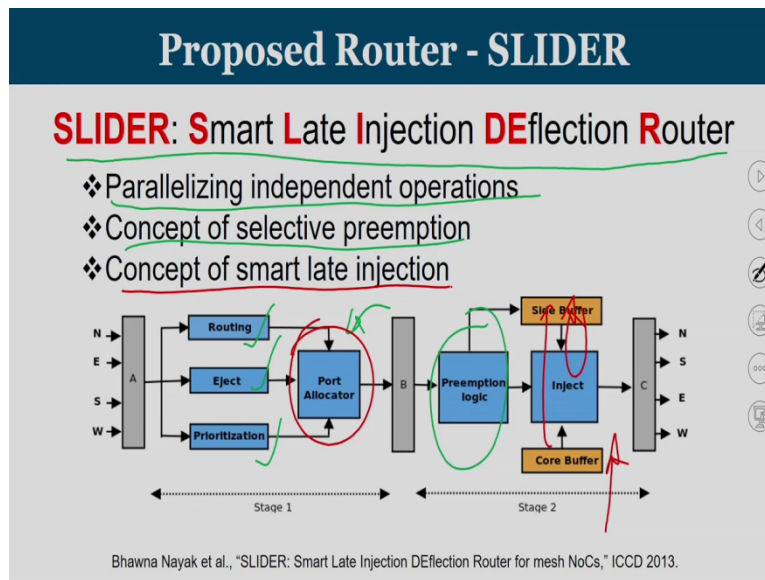 Proposed Router - SLIDER
SLIDER: Smart Late Injection DEflection Router
❖Parallelizing independent operations
❖Concept of selective preemption
❖Concept of smart late injection
N
E
S
W
A
Routing
Eject
Prioritization
Port
Allocator
B
Preemption
logic
Side Buffer
Inject
Core Buffer
C
N
S
E
W
Stage 1
Stage 2
Bhawna Nayak et al., “SLIDER: Smart Late Injection DEflection Router for mesh NoCs,” ICCD 2013.